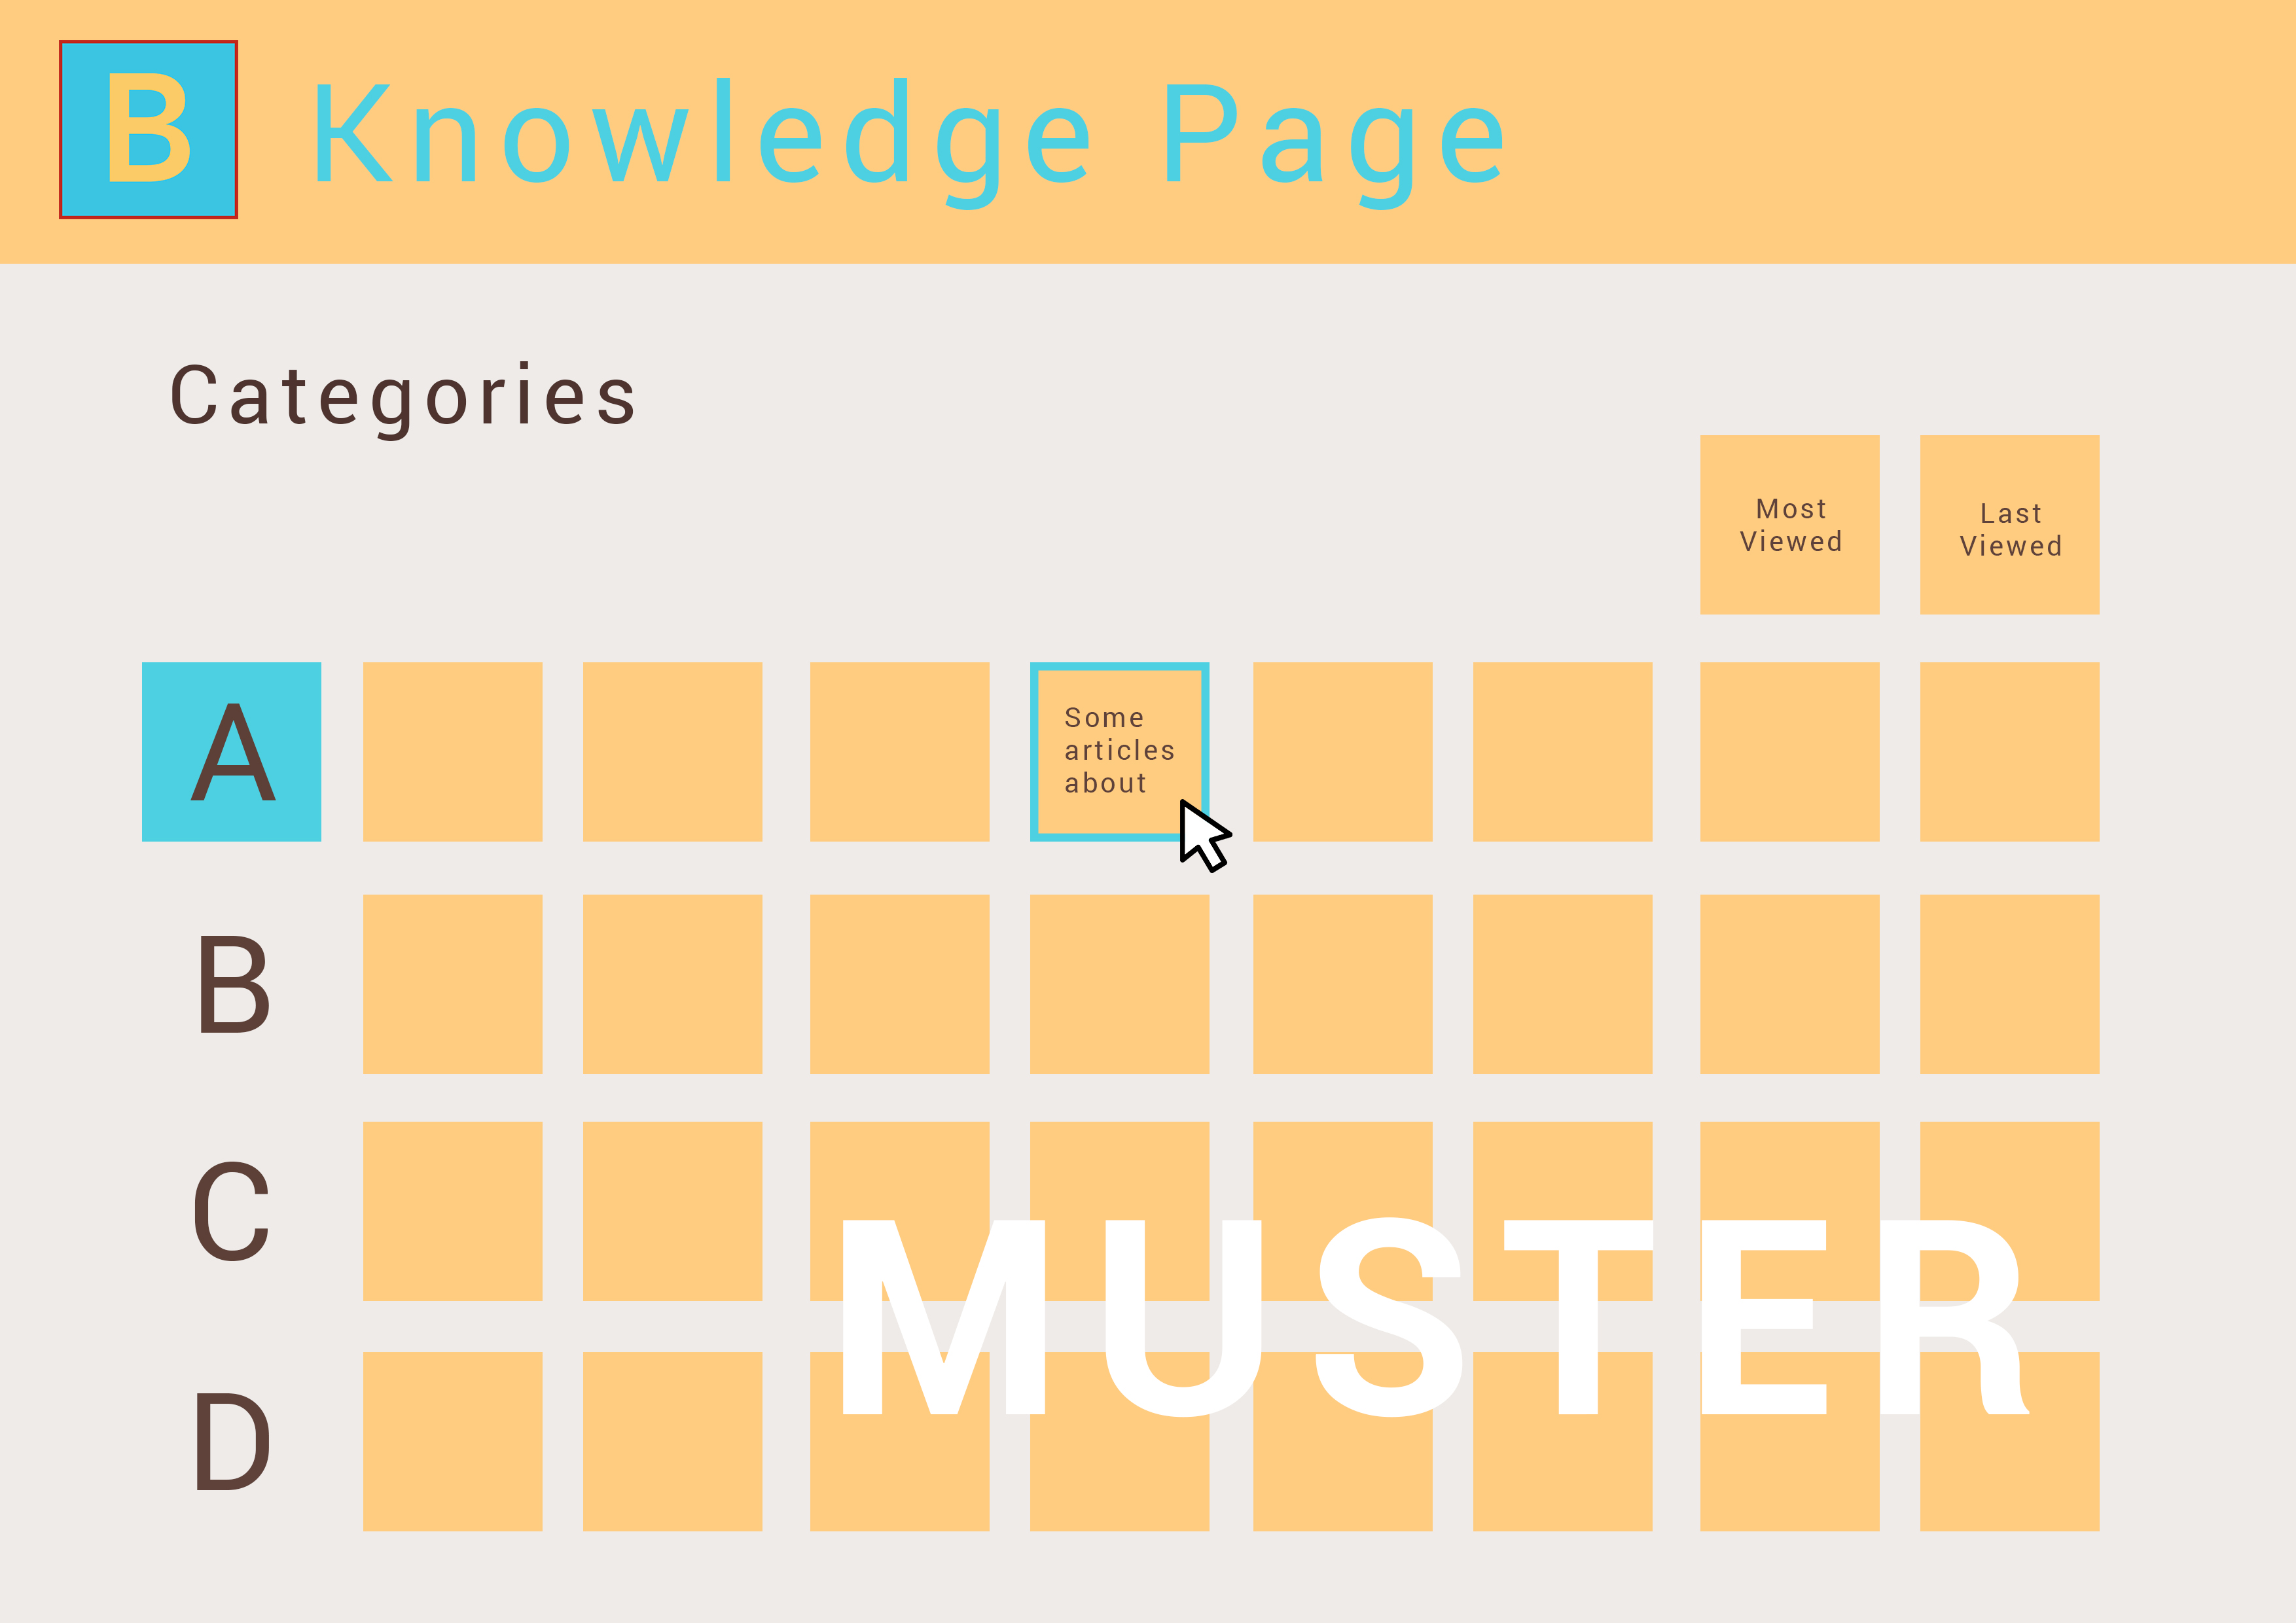 B Knowledge Page
Categories
Most
Viewed
Last
Viewed
A
Some
articles
about
B
C
MUSTER
D